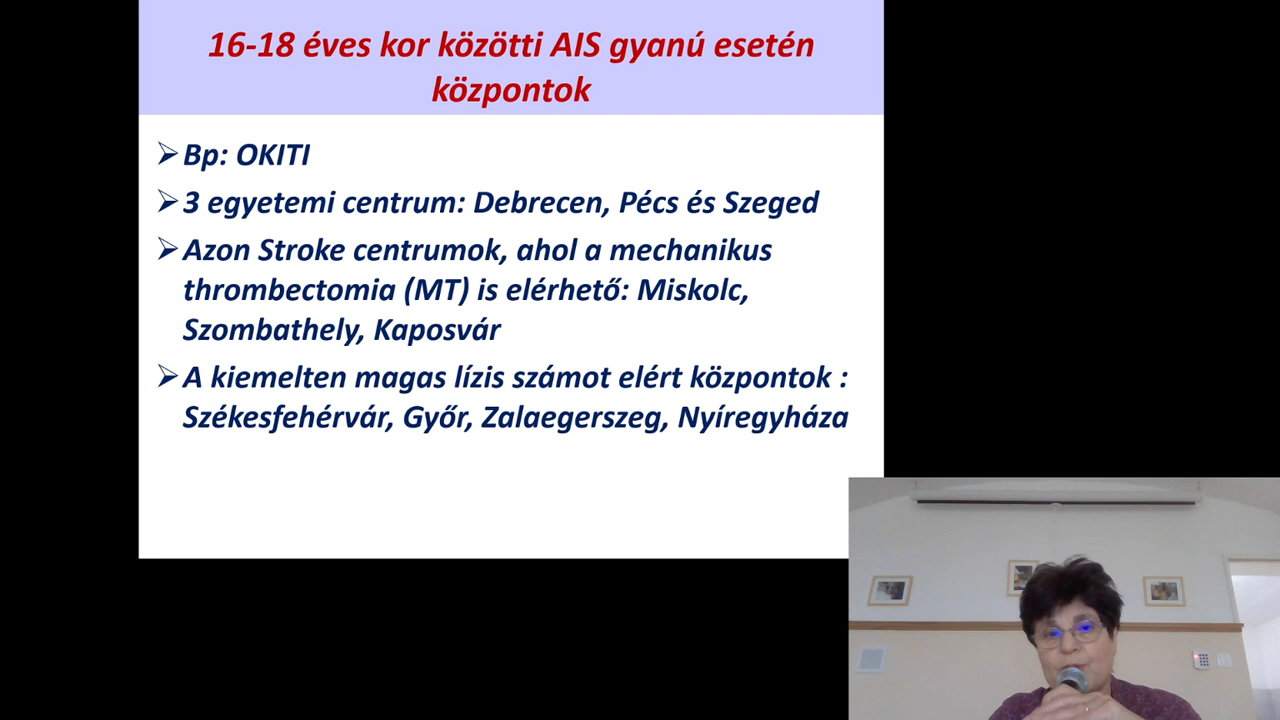 16-18 éves kor közötti AIS gyanú esetén
központok
Bp: OKITI
3 egyetemi centrum: Debrecen, Pécs és Szeged
Azon Stroke centrumok, ahol a mechanikus
thrombectomia (MT) is elérhető: Miskolc,
Szombathely, Kaposvár
A kiemelten magas lízis számot elért központok :
Székesfehérvár, Győr, Zalaegerszeg, Nyíregyháza